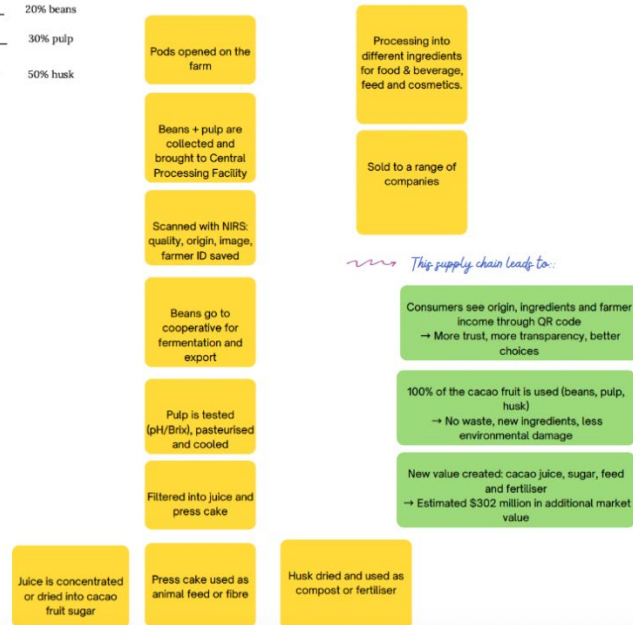 20% beans
30% pulp
50% husk
Pods opened on the
farm
Beans + pulp are
collected and
brought to Central
Processing Facility
Scanned with NIRS:
quality, origin, image,
farmer ID saved
Beans go to
cooperative for
fermentation and
export
Pulp is tested
(pH/Brix), pasteurised
and cooled
Filtered into juice and
press cake
Juice is concentrated
or dried into cacao
fruit sugar
Press cake used as
animal feed or fibre
Husk dried and used as
compost or fertiliser
Processing into
different ingredients
for food & beverage,
feed and cosmetics.
Sold to a range of
companies
This supply chain leads to::
Consumers see origin, ingredients and farmer
income through QR code
→ More trust, more transparency, better
choices
100% of the cacao fruit is used (beans, pulp,
husk)
→ No waste, new ingredients, less
environmental damage
New value created: cacao juice, sugar, feed
and fertiliser
→ Estimated $302 million in additional market
value